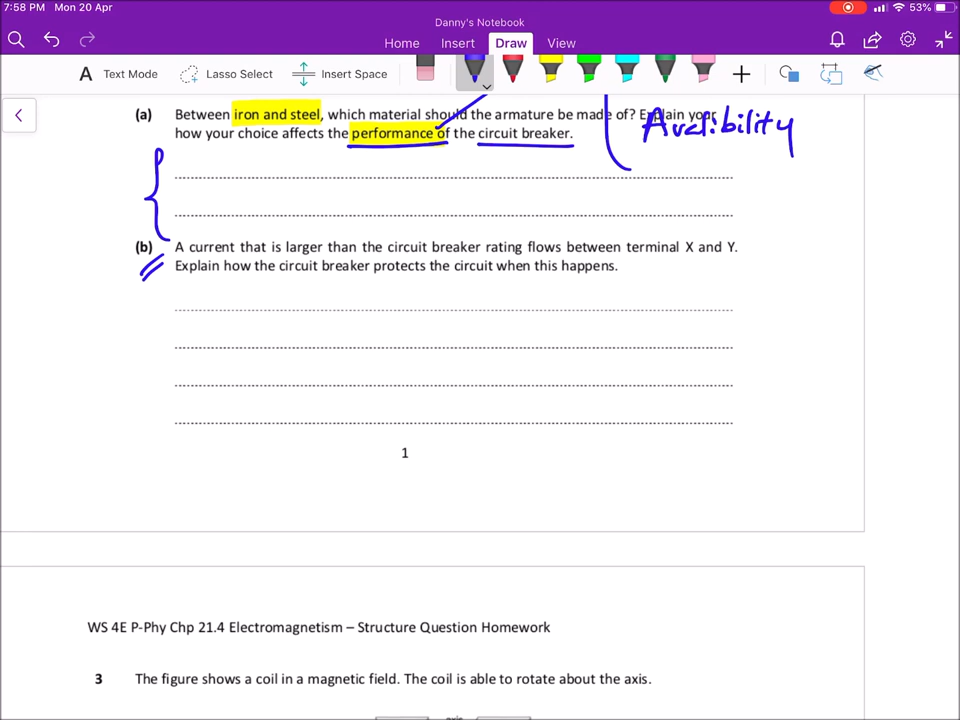 7:58 PM Mon 20 Apr
53%
Danny's Notebook
Home Insert Draw View
A Text Mode Lasso Select Insert Space
(a) Between iron and steel, which material should the armature be made of? Explain your
how your choice affects the performance of the circuit breaker.
Avalibility
(b) A current that is larger than the circuit breaker rating flows between terminal X and Y.
Explain how the circuit breaker protects the circuit when this happens.
1
WS 4E P-Phy Chp 21.4 Electromagnetism – Structure Question Homework
3 The figure shows a coil in a magnetic field. The coil is able to rotate about the axis.
axis